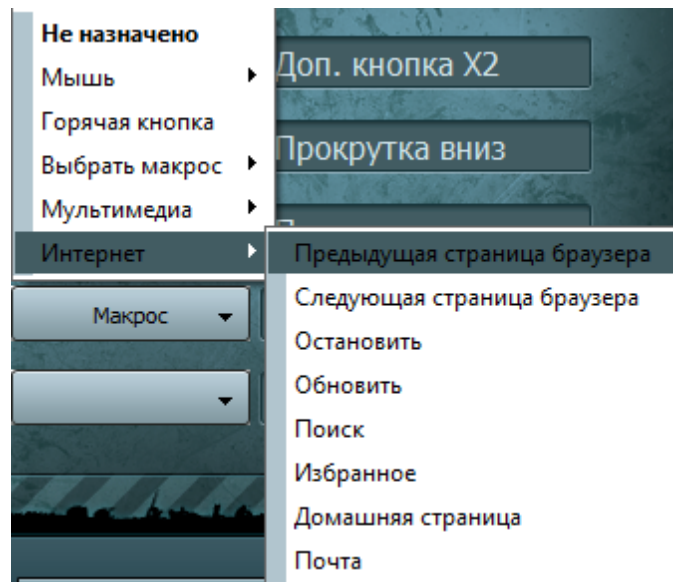 Не назначено
Мышь
Горячая кнопка
Выбрать макрос
Мультимедиа
Интернет
Доп. кнопка X2
Прокрутка вниз
Предыдущая страница браузера
Следующая страница браузера
Остановить
Обновить
Поиск
Избранное
Домашняя страница
Почта
Макрос